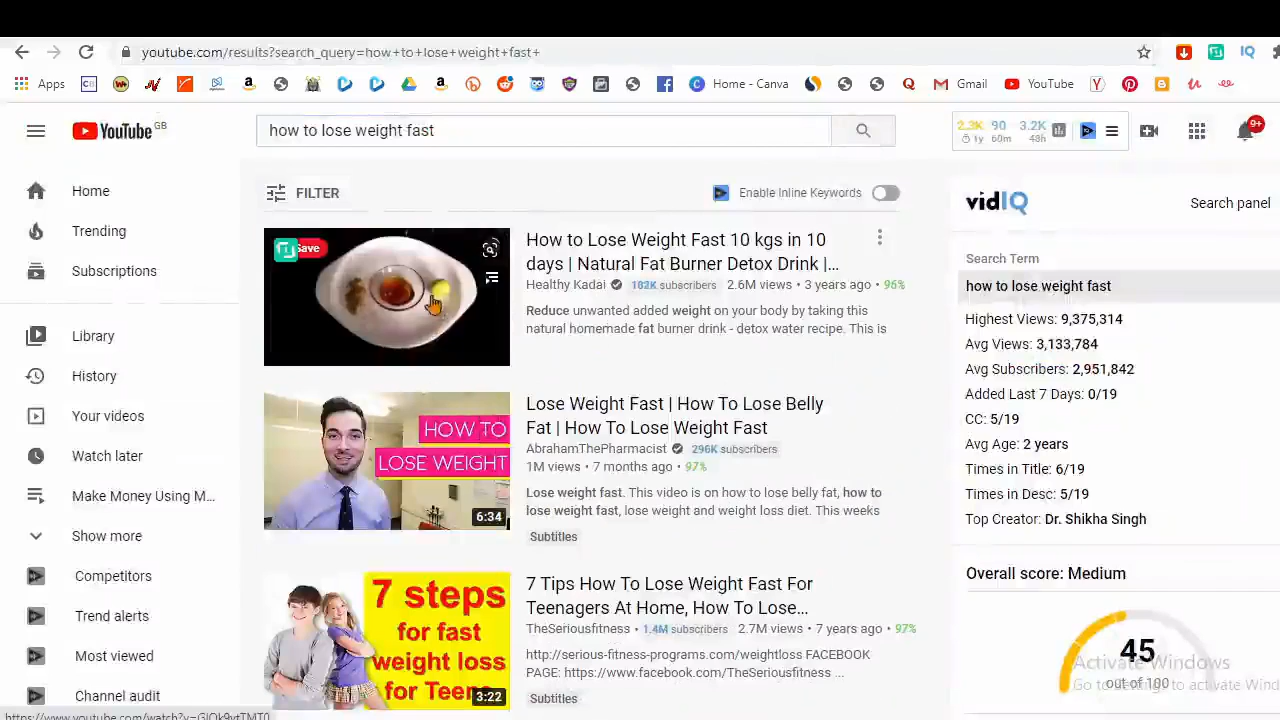 youtube.com/results?search_query=how+to+lose+weight+fast+
Apps
Home - Canva
Gmail
YouTube
YouTube GB
how to lose weight fast
2.3K 90 3.2K
1y 60m 48h
9+
Home
Trending
Subscriptions
Library
History
Your videos
Watch later
Make Money Using M...
Show more
Competitors
Trend alerts
Most viewed
Channel audit
FILTER
Enable Inline Keywords
Save
How to Lose Weight Fast 10 kgs in 10
days | Natural Fat Burner Detox Drink |...
Healthy Kadai 102K subscribers 2.6M views • 3 years ago • 96%
Reduce unwanted added weight on your body by taking this
natural homemade fat burner drink - detox water recipe. This is
HOW TO
LOSE WEIGHT
6:34
Lose Weight Fast | How To Lose Belly
Fat | How To Lose Weight Fast
AbrahamThePharmacist 296K subscribers
1M views • 7 months ago • 97%
Lose weight fast. This video is on how to lose belly fat, how to
lose weight fast, lose weight and weight loss diet. This weeks
Subtitles
7 steps
for fast
weight loss
for Teens
3:22
7 Tips How To Lose Weight Fast For
Teenagers At Home, How To Lose...
TheSeriousfitness • 1.4M subscribers 2.7M views • 7 years ago • 97%
http://serious-fitness-programs.com/weightloss FACEBOOK
PAGE: https://www.facebook.com/TheSeriousfitness ...
Subtitles
vidIQ
Search panel
Search Term
how to lose weight fast
Highest Views: 9,375,314
Avg Views: 3,133,784
Avg Subscribers: 2,951,842
Added Last 7 Days: 0/19
CC: 5/19
Avg Age: 2 years
Times in Title: 6/19
Times in Desc: 5/19
Top Creator: Dr. Shikha Singh
Overall score: Medium
45
out of 100
Activate Windows
Go to Settings to activate Wind